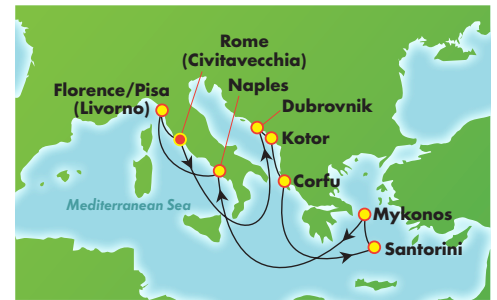 Rome
(Civitavecchia)
Florence/Pisa
(Livorno)
Naples
Dubrovnik
Kotor
Corfu
Mediterranean Sea
Mykonos
Santorini